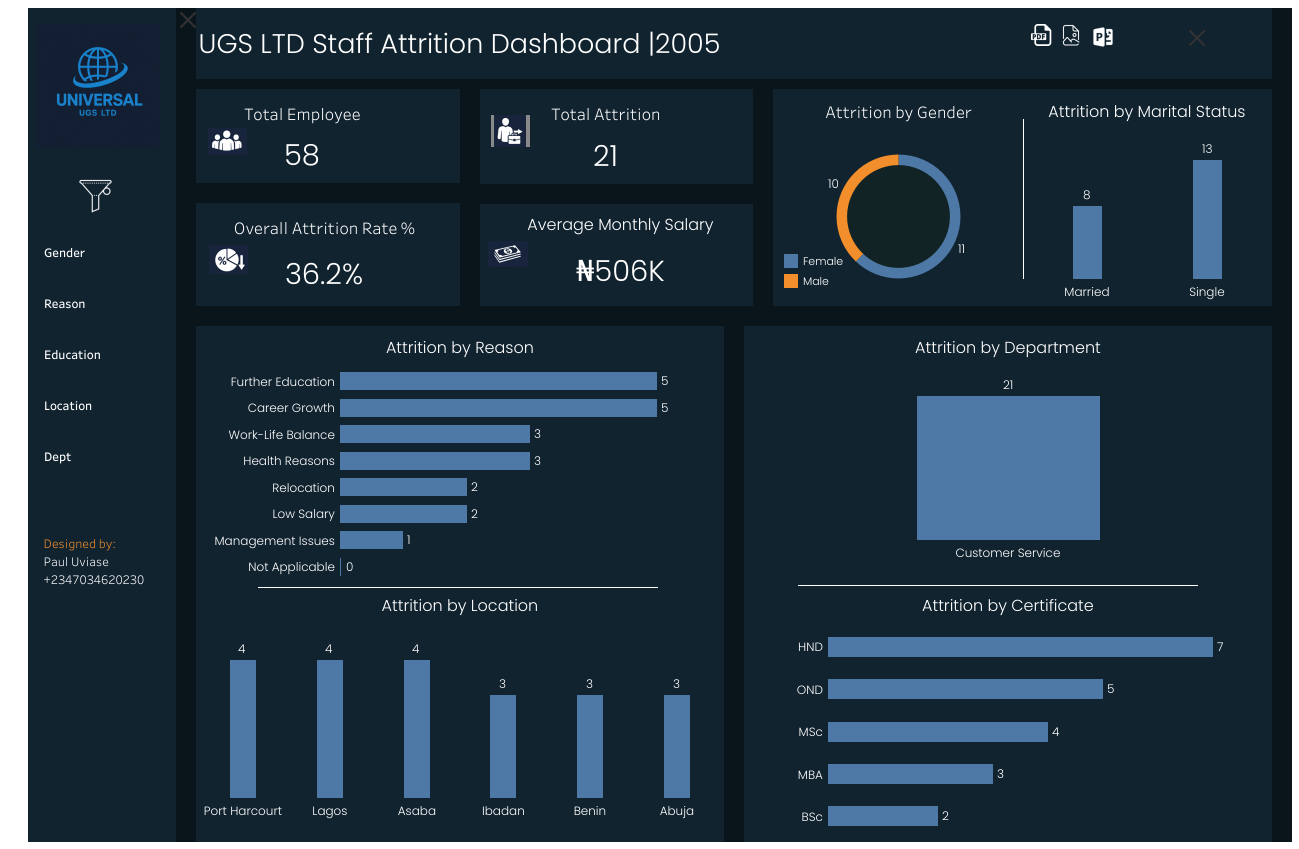 UNIVERSAL
UGS LTD
Gender
Reason
Education
Location
Dept
Designed by:
Paul Uviase
+2347034620230
UGS LTD Staff Attrition Dashboard |2005
PDF
P
Total Employee
58
Total Attrition
21
Overall Attrition Rate %
%
36.2%
Average Monthly Salary
₦506K
Attrition by Gender
10
11
Female
Male
Attrition by Marital Status
8
13
Married
Single
Attrition by Reason
Further Education 5
Career Growth 5
Work-Life Balance 3
Health Reasons 3
Relocation 2
Low Salary 2
Management Issues 1
Not Applicable 0
Attrition by Location
4 4 4 3 3 3
Port Harcourt Lagos Asaba Ibadan Benin Abuja
Attrition by Department
21
Customer Service
Attrition by Certificate
HND 7
OND 5
MSc 4
MBA 3
BSc 2